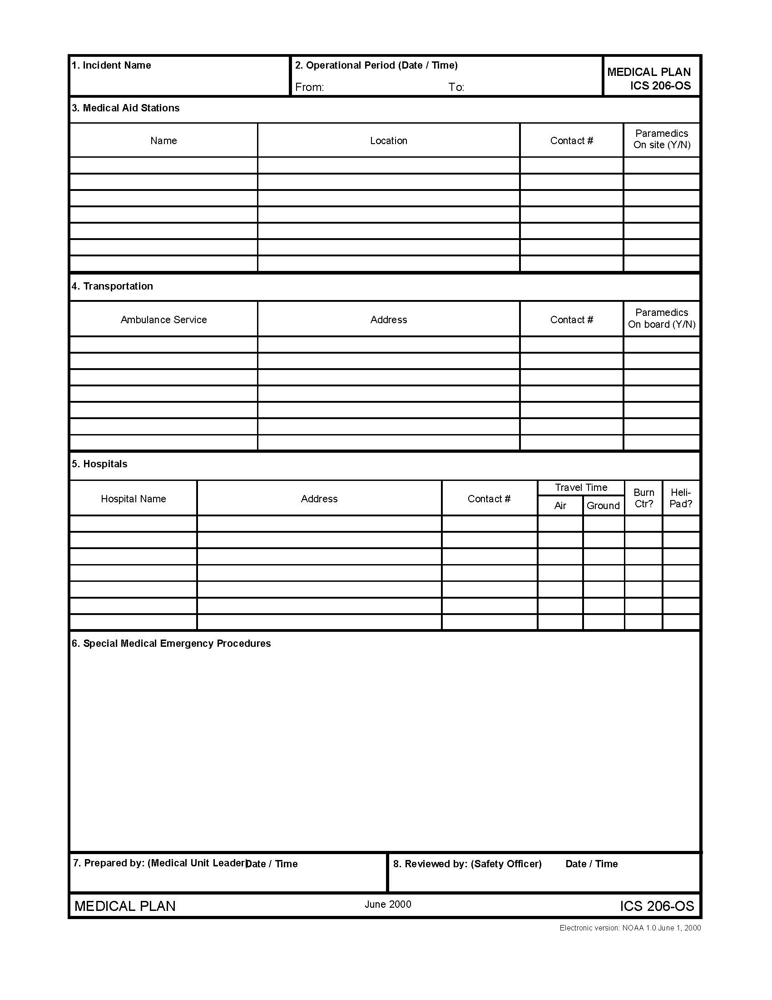 1. Incident Name
2. Operational Period (Date / Time)
From: To:
MEDICAL PLAN
ICS 206-OS
3. Medical Aid Stations
Name Location Contact # Paramedics
On site (Y/N)
4. Transportation
Ambulance Service Address Contact # Paramedics
On board (Y/N)
5. Hospitals
Hospital Name Address Contact # Travel Time
Air Ground
Burn
Ctr?
Heli-
Pad?
6. Special Medical Emergency Procedures
7. Prepared by: (Medical Unit Leader) Date / Time
8. Reviewed by: (Safety Officer) Date / Time
MEDICAL PLAN June 2000 ICS 206-OS
Electronic version: NOAA 1.0 June 1, 2000